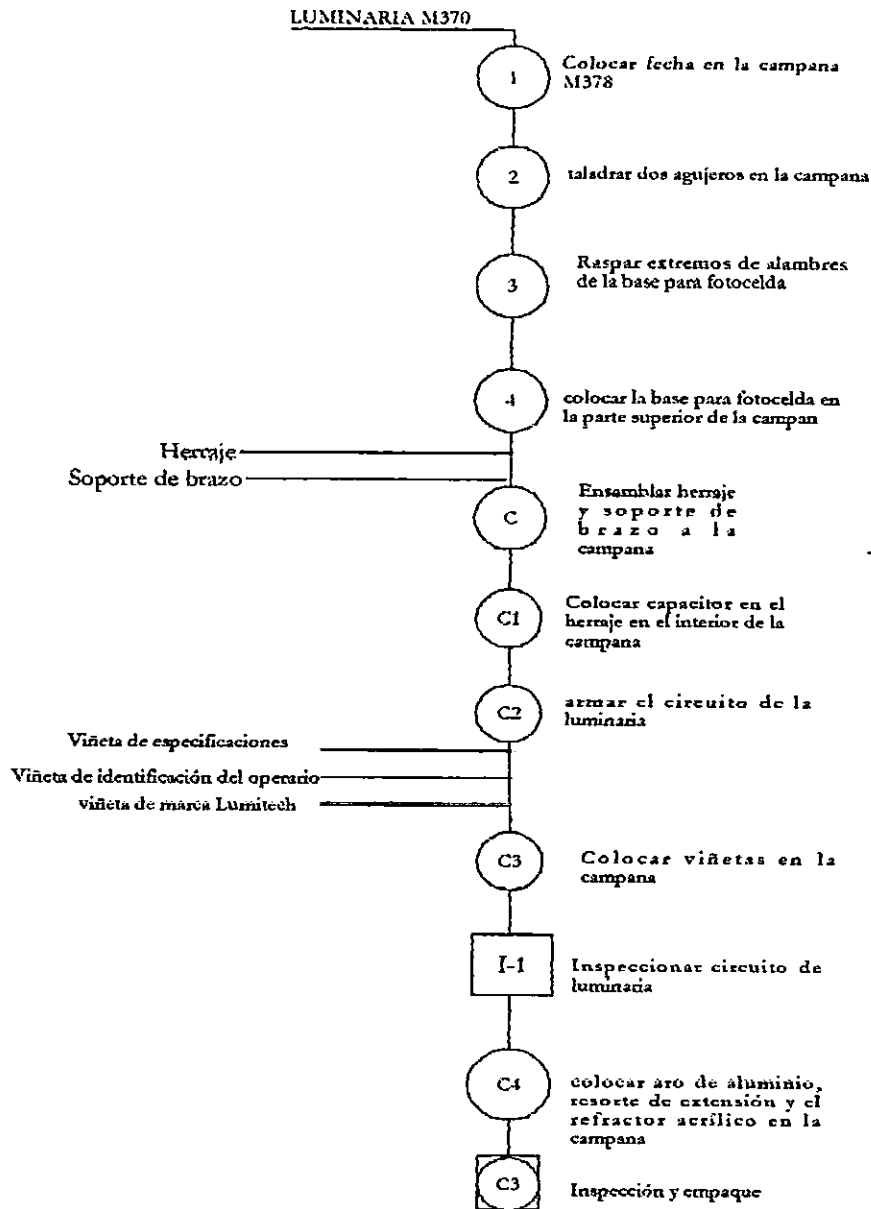 LUMINARIA M370
1
Colocar fecha en la campana
M378
2
taladrar dos agujeros en la campana
3
Raspar extremos de alambres
de la base para fotocelda
4
colocar la base para fotocelda en
la parte superior de la campan
Herraje
Soporte de brazo
C
Ensamblar herraje
y soporte de
brazo a la
campana
C1
Colocar capacitor en el
herraje en el interior de la
campana
C2
armar el circuito de la
luminaria
Viñeta de especificaciones
Viñeta de identificación del operario
viñeta de marca Lumitech
C3
Colocar viñetas en la
campana
I-1
Inspeccionar circuito de
luminaria
C4
colocar aro de aluminio,
resorte de extensión y el
refractor acrílico en la
campana
C3
Inspección y empaque